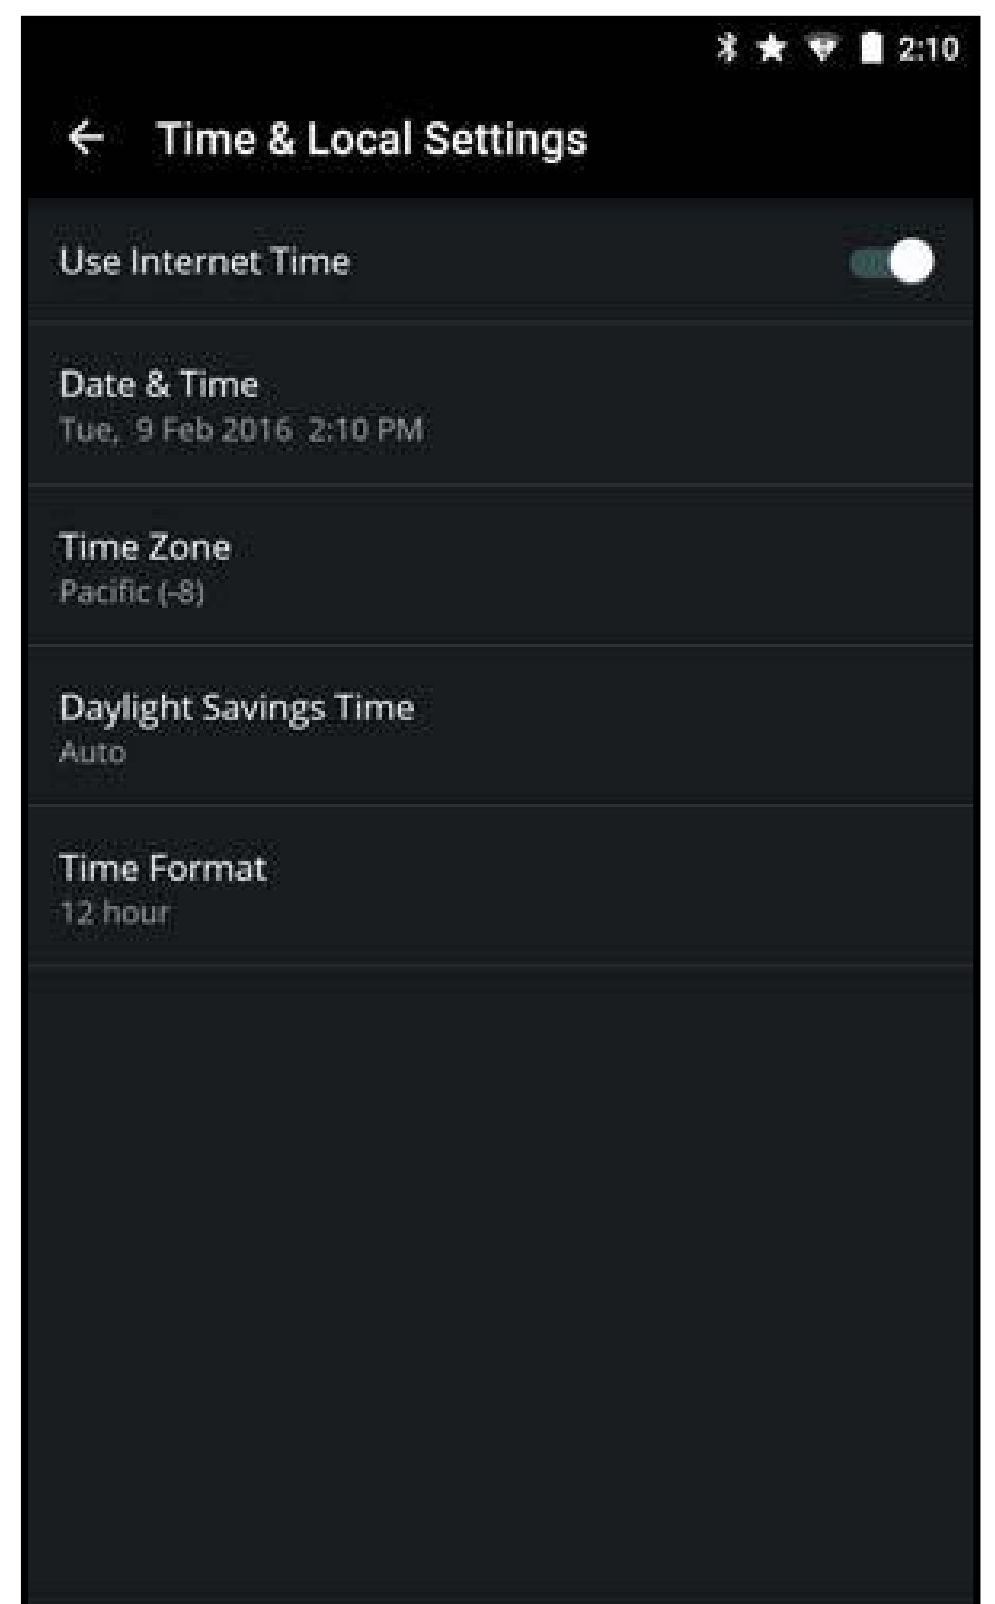 2:10
Time & Local Settings
Use Internet Time
Date & Time
Tue, 9 Feb 2016 2:10 PM
Time Zone
Pacific (-8)
Daylight Savings Time
Auto
Time Format
12 hour